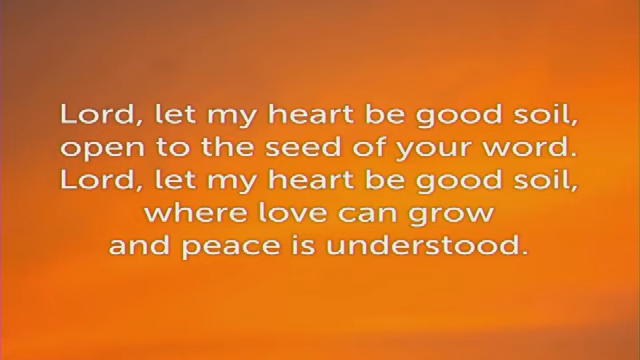 Lord, let my heart be good soil,
open to the seed of your word.
Lord, let my heart be good soil,
where love can grow
and peace is understood.